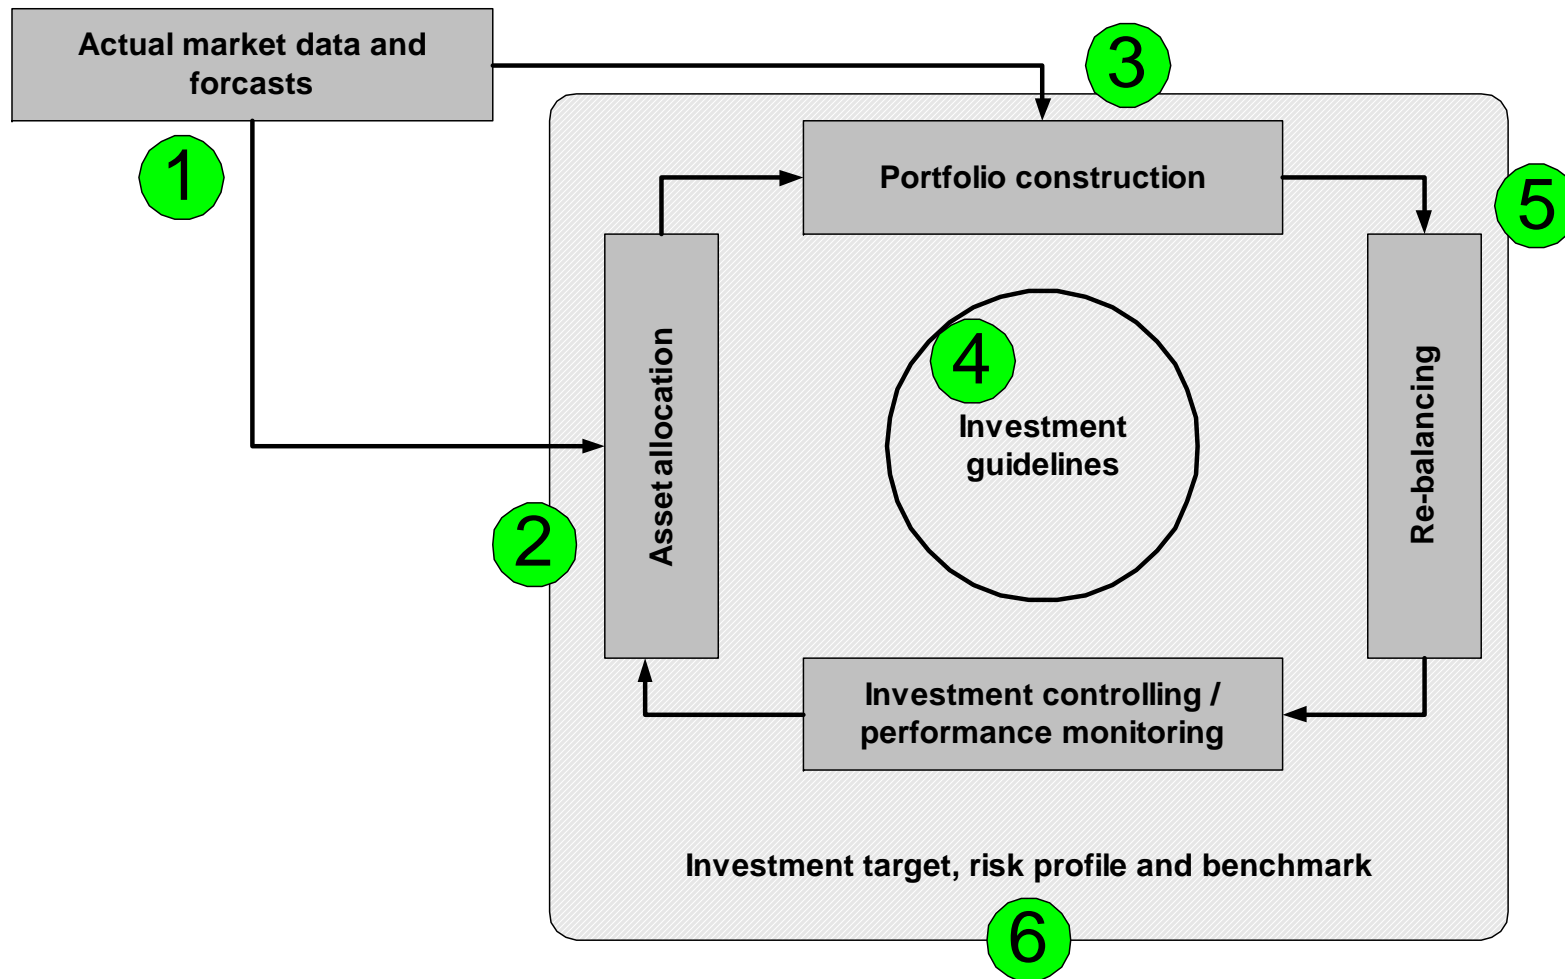 Actual market data and
forcasts
3
1
Portfolio construction
5
Asset allocation
4
Investment
guidelines
Re-balancing
2
Investment controlling /
performance monitoring
Investment target, risk profile and benchmark
6